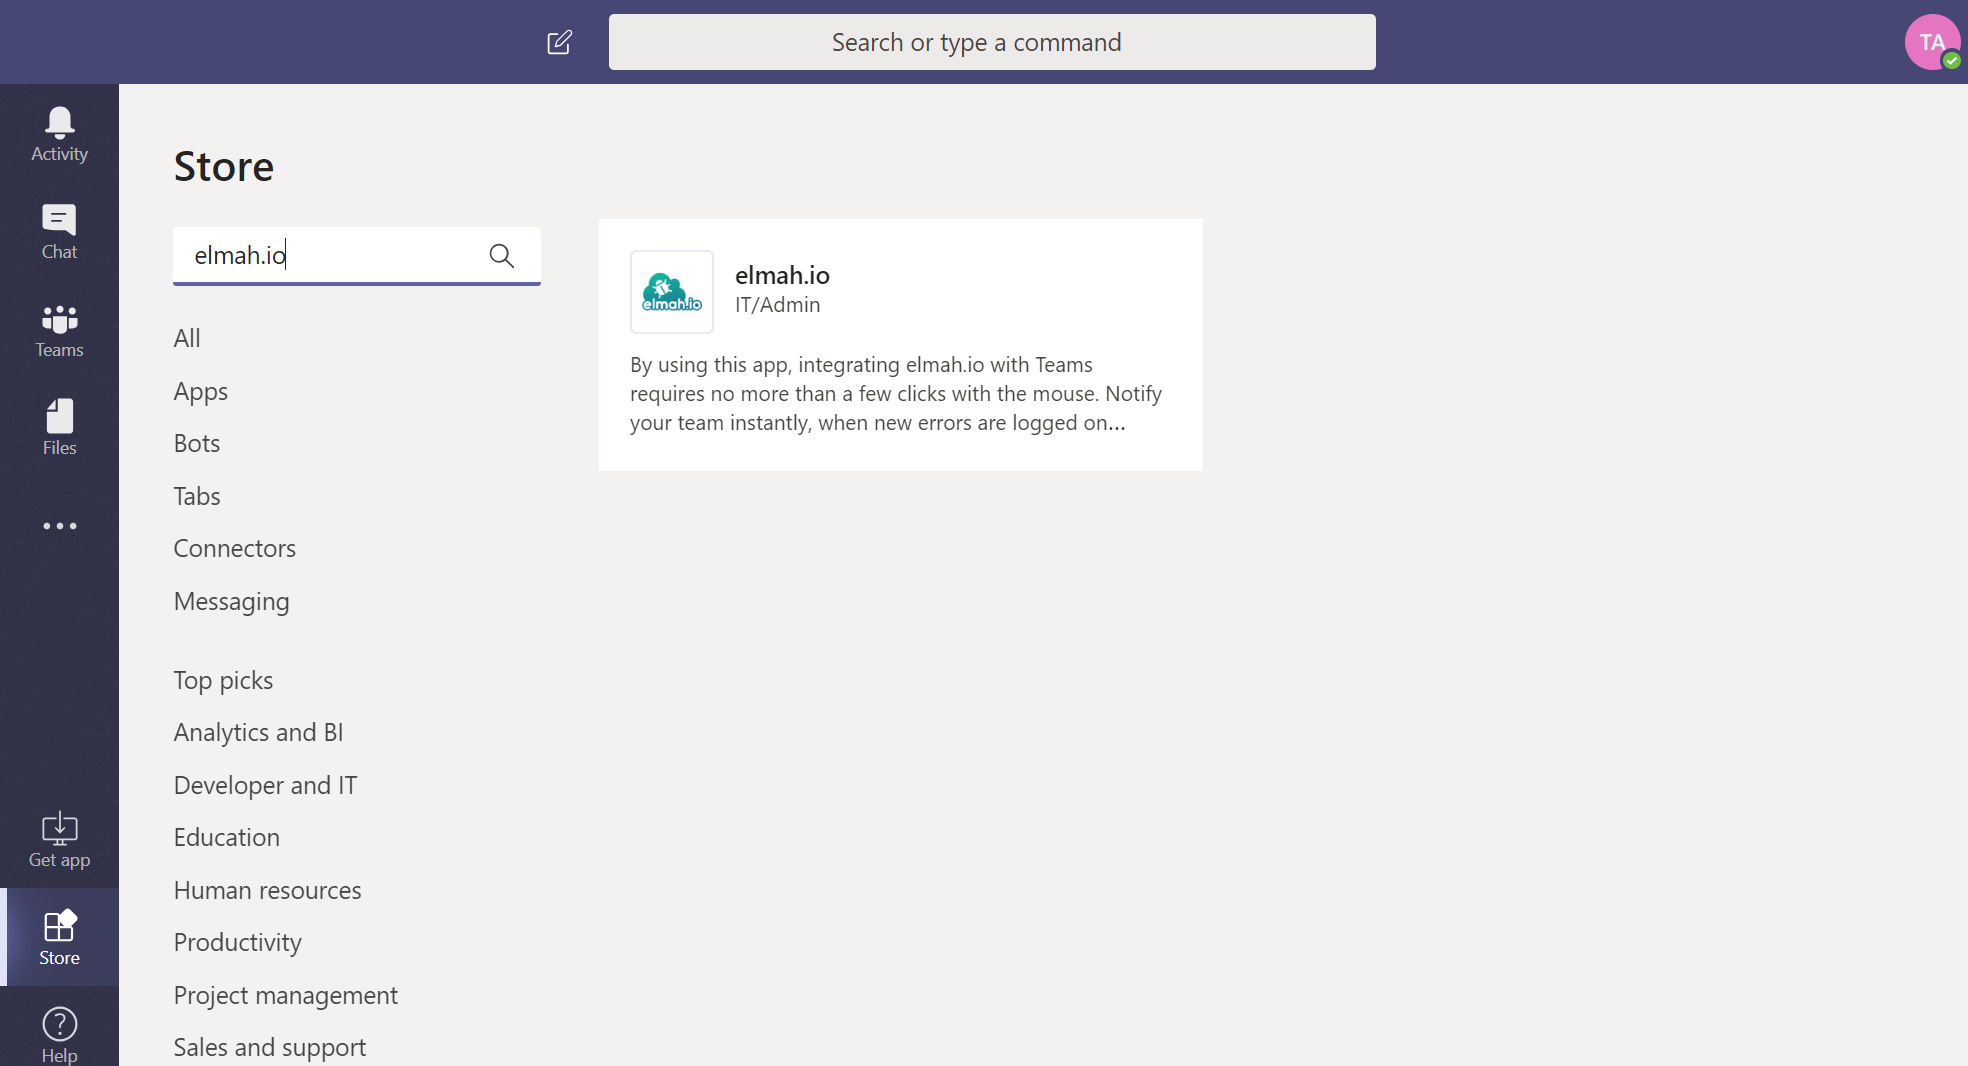 Search or type a command
TA
Activity
Chat
Teams
Files
Get app
Store
Help
Store
elmah.io
All
Apps
Bots
Tabs
Connectors
Messaging
Top picks
Analytics and BI
Developer and IT
Education
Human resources
Productivity
Project management
Sales and support
elmah.io
elmah.io
IT/Admin
By using this app, integrating elmah.io with Teams
requires no more than a few clicks with the mouse. Notify
your team instantly, when new errors are logged on...